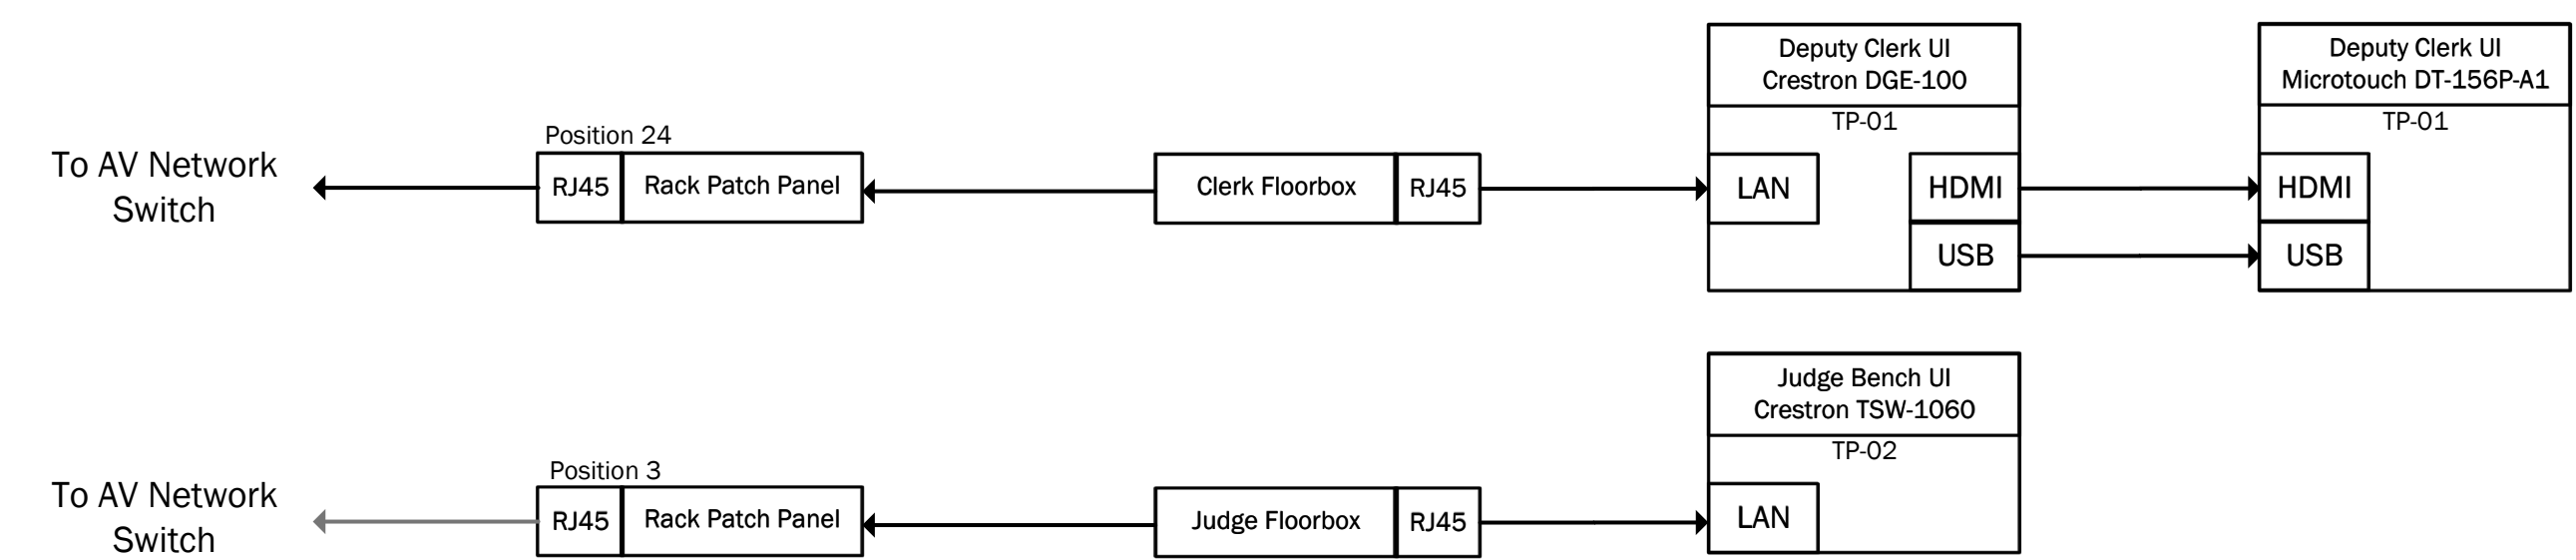 Deputy Clerk UI
Crestron DGE-100
TP-01
Deputy Clerk UI
Microtouch DT-156P-A1
TP-01
To AV Network
Switch
Position 24
RJ45
Rack Patch Panel
Clerk Floorbox
RJ45
LAN
HDMI
USB
HDMI
USB
Judge Bench UI
Crestron TSW-1060
TP-02
To AV Network
Switch
Position 3
RJ45
Rack Patch Panel
Judge Floorbox
RJ45
LAN